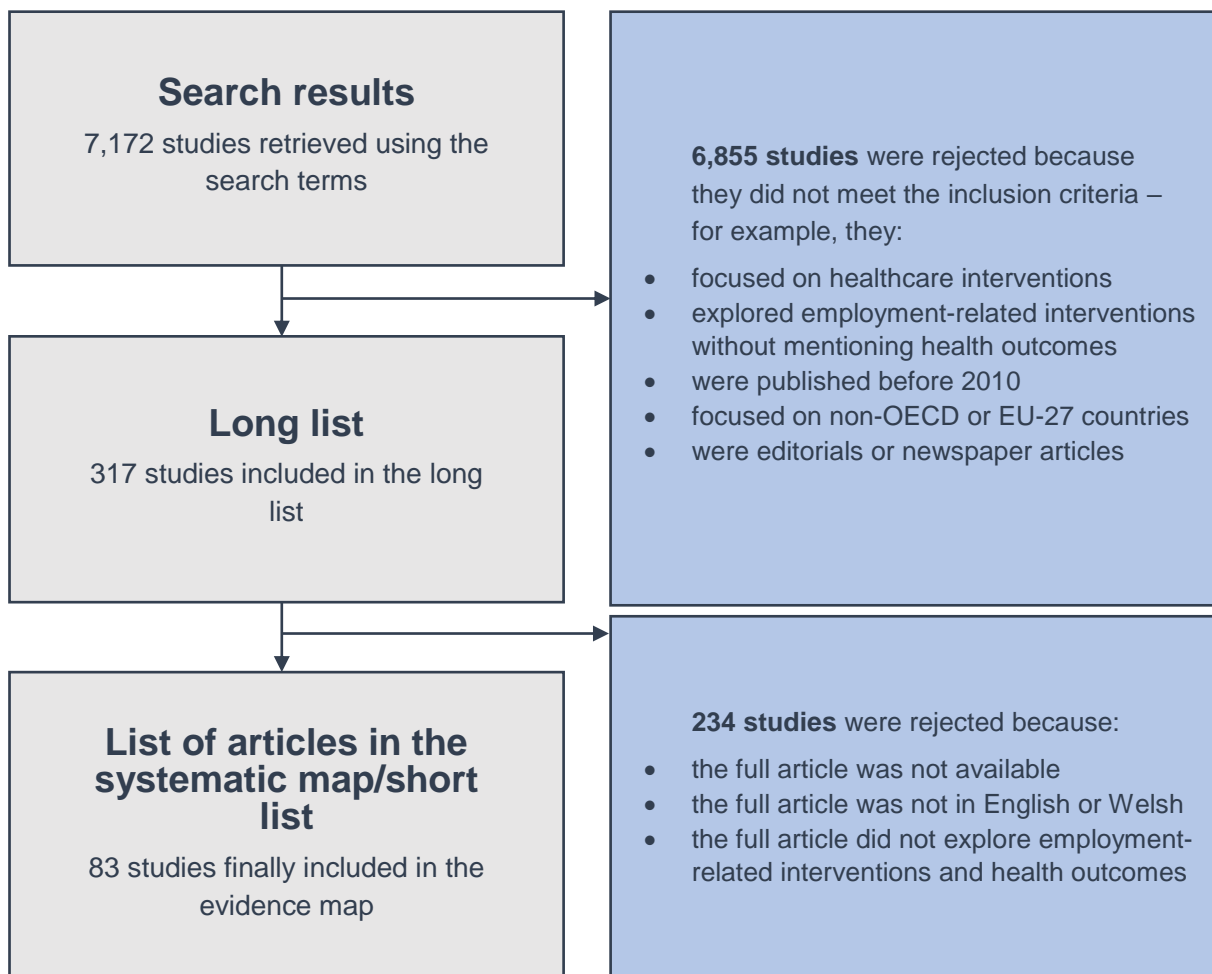 Search results
7,172 studies retrieved using the
search terms
6,855 studies were rejected because
they did not meet the inclusion criteria –
for example, they:
• focused on healthcare interventions
• explored employment-related interventions
without mentioning health outcomes
• were published before 2010
• focused on non-OECD or EU-27 countries
• were editorials or newspaper articles
Long list
317 studies included in the long
list
234 studies were rejected because:
• the full article was not available
• the full article was not in English or Welsh
• the full article did not explore employment-
related interventions and health outcomes
List of articles in the
systematic map/short
list
83 studies finally included in the
evidence map